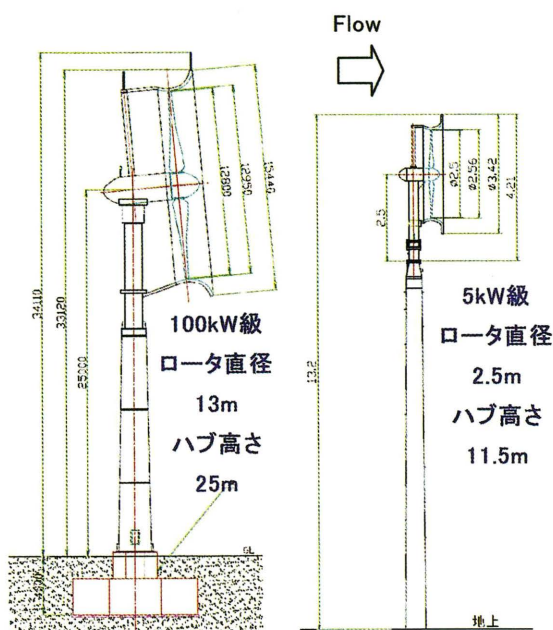 Flow
34110
33120
25000
12800
12950
15440
100kW級
ロータ直径
13m
ハブ高さ
25m
GL
13.2
2.5
ø2.5
ø2.56
ø3.42
4.21
5kW級
ロータ直径
2.5m
ハブ高さ
11.5m
地上